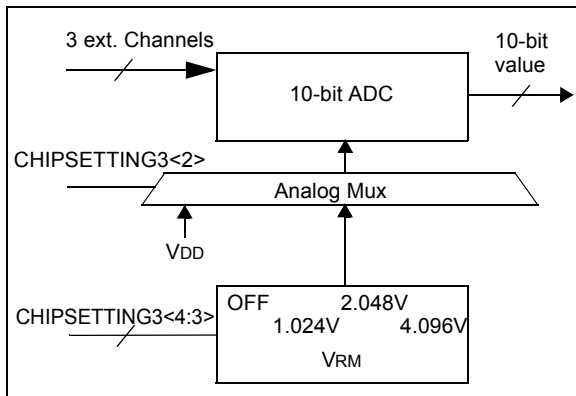 3 ext. Channels
10-bit
value
10-bit ADC
CHIPSETTING3<2>
Analog Mux
VDD
CHIPSETTING3<4:3>
OFF 2.048V
1.024V 4.096V
VRM